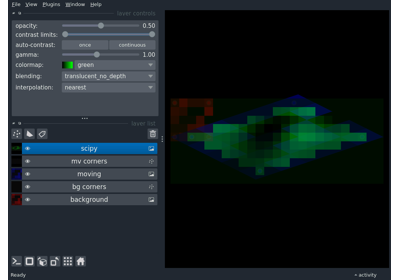 File View Plugins Window Help
layer controls
opacity: 0.50
contrast limits:
auto-contrast: once continuous
gamma: 1.00
colormap: green
blending: translucent_no_depth
interpolation: nearest
layer list
scipy
mv corners
moving
bg corners
background
Ready activity